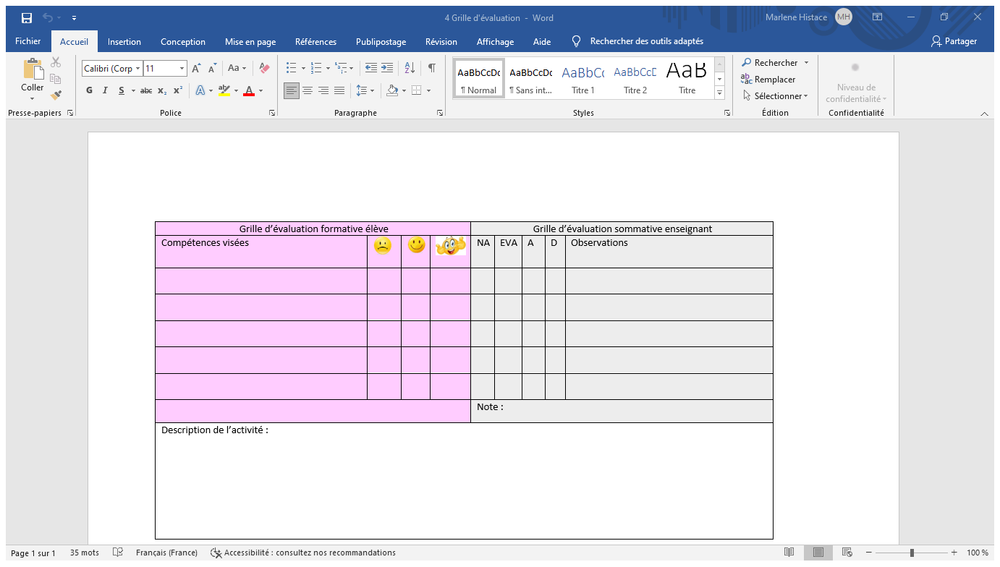 4 Grille d'évaluation - Word
Marlene Histace MH
Fichier Accueil Insertion Conception Mise en page Références Publipostage Révision Affichage Aide Rechercher des outils adaptés Partager
Coller
Presse-papiers
Calibri (Corp 11 A A Aa
G I S abc x₂ x² A ab A
Police
Paragraphe
AaBbCcDc AaBbCcDc AaBbCc AaBbCcD AaB
¶ Normal ¶ Sans int... Titre 1 Titre 2 Titre
Styles
Rechercher
Remplacer
Sélectionner
Édition
Niveau de
confidentialité
Confidentialité
Grille d'évaluation formative élève Grille d'évaluation sommative enseignant
Compétences visées NA EVA A D Observations
Note :
Description de l'activité :
Page 1 sur 1 35 mots Français (France) Accessibilité : consultez nos recommandations 100 %